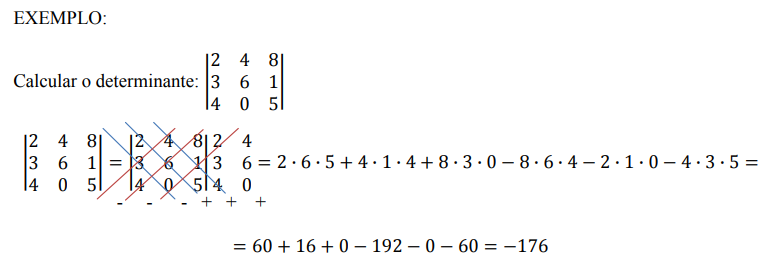 EXEMPLO:
|2 4 8|
Calcular o determinante: |3 6 1|
|4 0 5|
|2 4 8| |2 4 8| 2 4
|3 6 1| = |3 6 1| 3 6 = 2 · 6 · 5 + 4 · 1 · 4 + 8 · 3 · 0 − 8 · 6 · 4 − 2 · 1 · 0 − 4 · 3 · 5 =
|4 0 5| |4 0 5| 4 0
- - - + + +
= 60 + 16 + 0 − 192 − 0 − 60 = −176